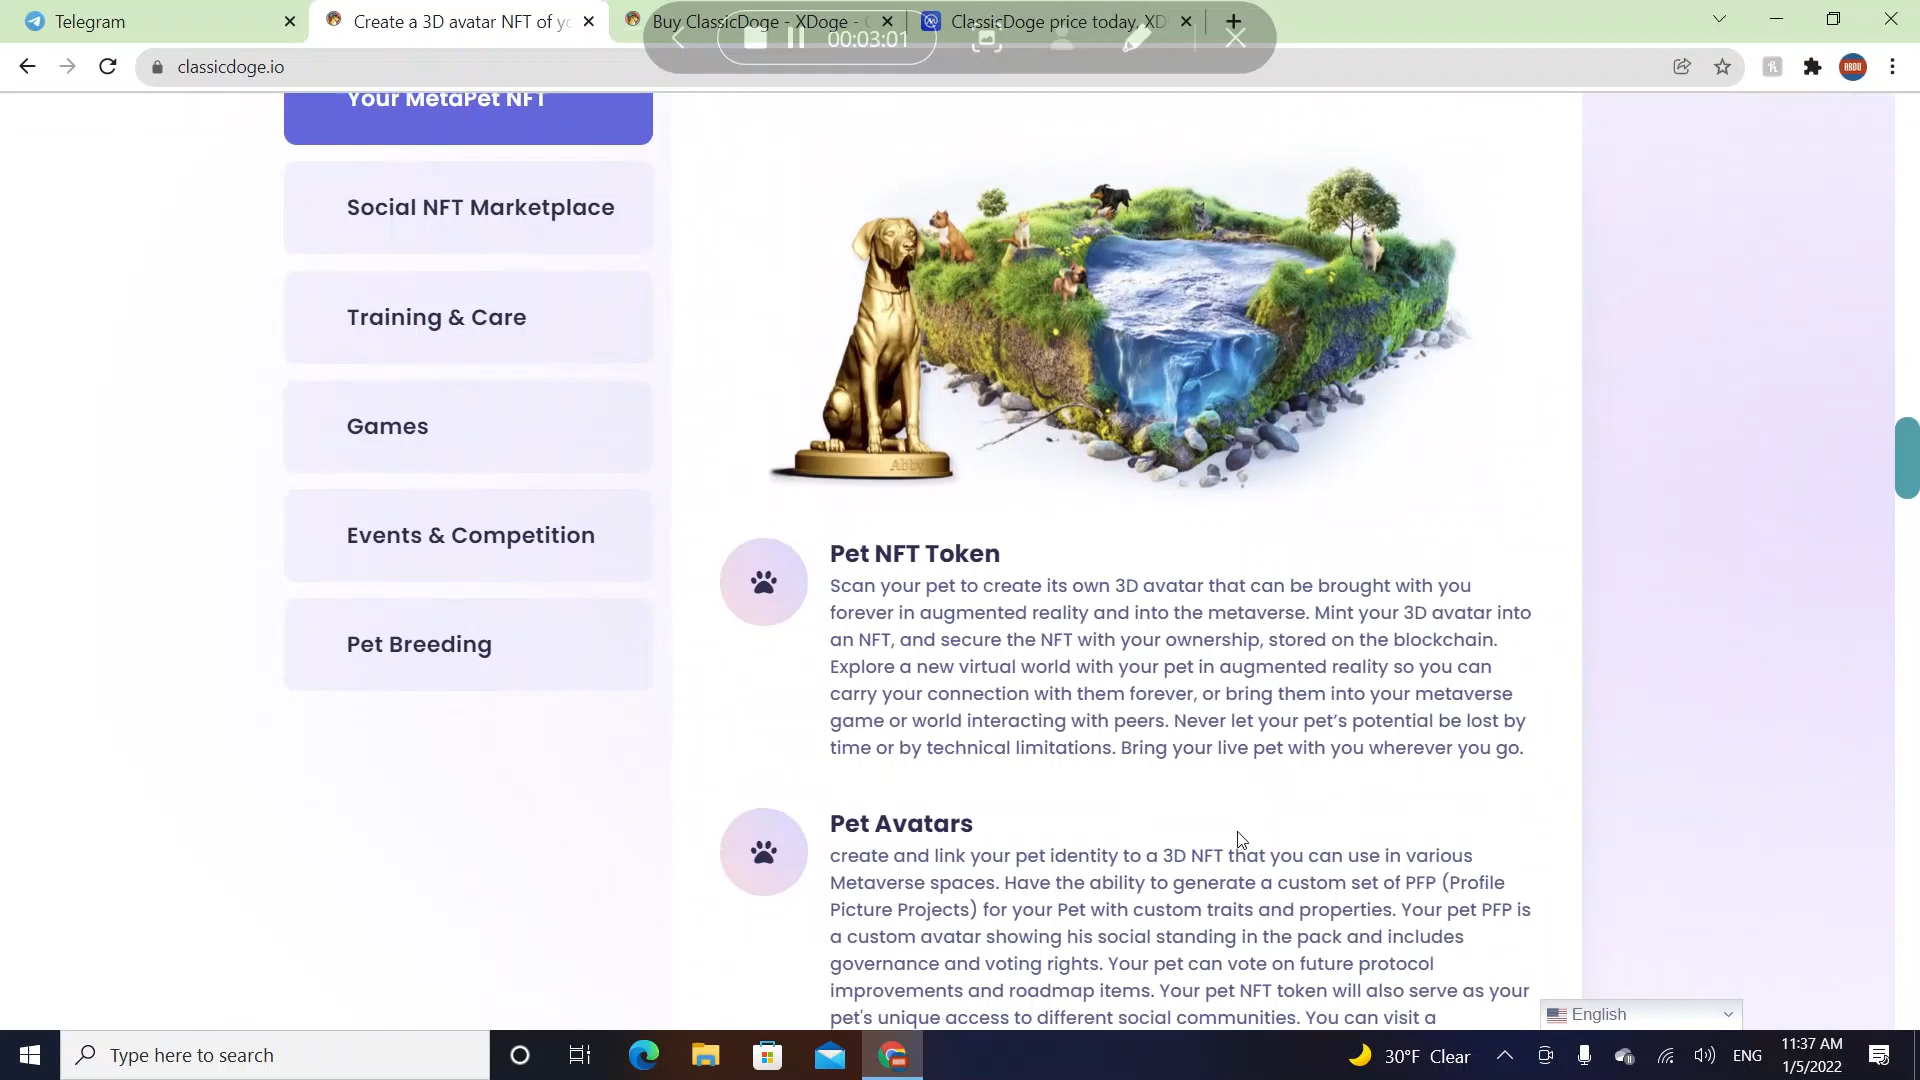 Telegram
Create a 3D avatar NFT of yo
Buy ClassicDoge - XDoge - C
ClassicDoge price today, XD
00:03:01
classicdoge.io
ABDU
Your MetaPet NFT
Social NFT Marketplace
Training & Care
Games
Events & Competition
Pet Breeding
Abby
Pet NFT Token
Scan your pet to create its own 3D avatar that can be brought with you
forever in augmented reality and into the metaverse. Mint your 3D avatar into
an NFT, and secure the NFT with your ownership, stored on the blockchain.
Explore a new virtual world with your pet in augmented reality so you can
carry your connection with them forever, or bring them into your metaverse
game or world interacting with peers. Never let your pet’s potential be lost by
time or by technical limitations. Bring your live pet with you wherever you go.
Pet Avatars
create and link your pet identity to a 3D NFT that you can use in various
Metaverse spaces. Have the ability to generate a custom set of PFP (Profile
Picture Projects) for your Pet with custom traits and properties. Your pet PFP is
a custom avatar showing his social standing in the pack and includes
governance and voting rights. Your pet can vote on future protocol
improvements and roadmap items. Your pet NFT token will also serve as your
pet's unique access to different social communities. You can visit a
English
Type here to search
30°F Clear
ENG
11:37 AM
1/5/2022